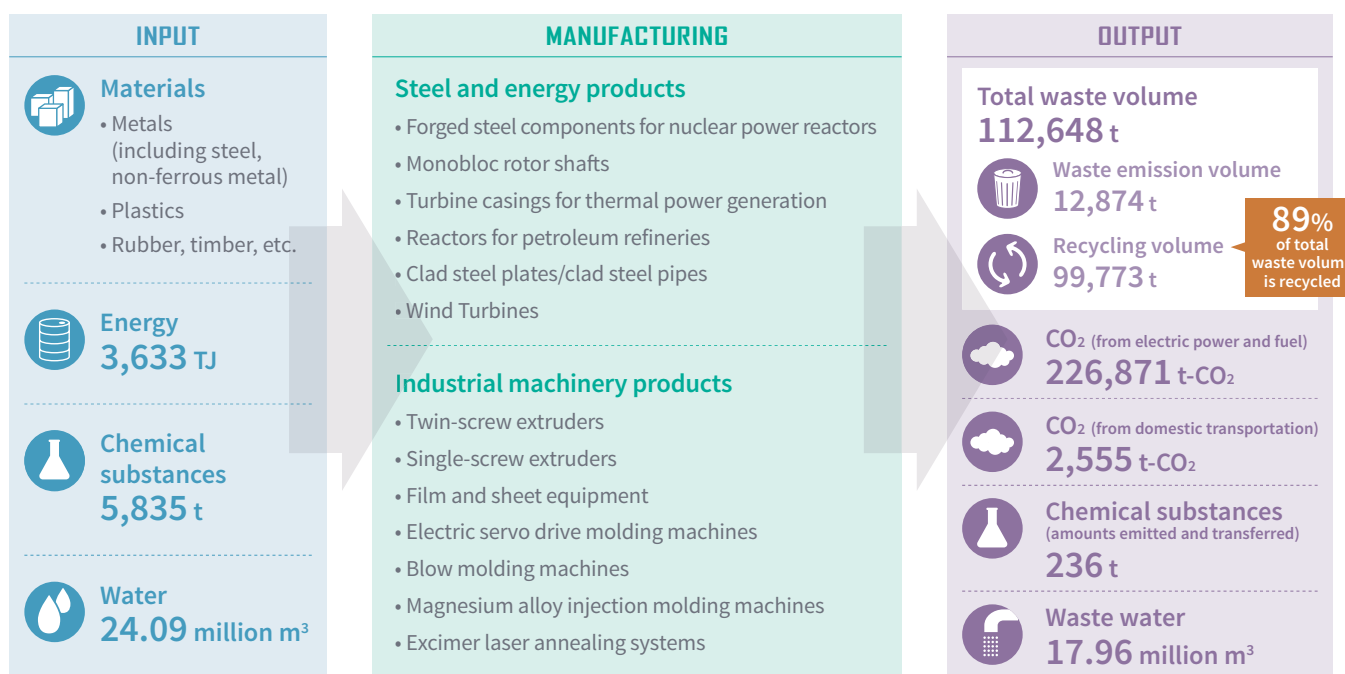 INPUT
Materials
• Metals
(including steel,
non-ferrous metal)
• Plastics
• Rubber, timber, etc.
Energy
3,633 TJ
Chemical
substances
5,835 t
Water
24.09 million m³
MANUFACTURING
Steel and energy products
• Forged steel components for nuclear power reactors
• Monobloc rotor shafts
• Turbine casings for thermal power generation
• Reactors for petroleum refineries
• Clad steel plates/clad steel pipes
• Wind Turbines
Industrial machinery products
• Twin-screw extruders
• Single-screw extruders
• Film and sheet equipment
• Electric servo drive molding machines
• Blow molding machines
• Magnesium alloy injection molding machines
• Excimer laser annealing systems
OUTPUT
Total waste volume
112,648 t
Waste emission volume
12,874 t
Recycling volume
99,773 t
89%
of total
waste volum
is recycled
CO₂ (from electric power and fuel)
226,871 t-CO₂
CO₂ (from domestic transportation)
2,555 t-CO₂
Chemical substances
(amounts emitted and transferred)
236 t
Waste water
17.96 million m³